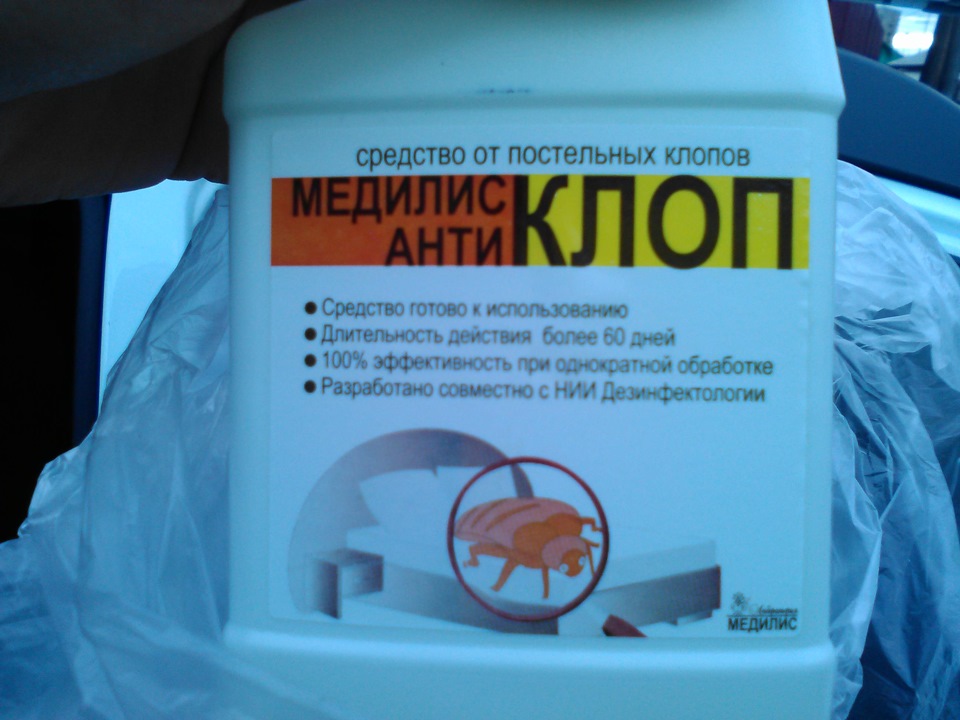 средство от постельных клопов
МЕДИЛИС
АНТИ
КЛОП
● Средство готово к использованию
● Длительность действия более 60 дней
● 100% эффективность при однократной обработке
● Разработано совместно с НИИ Дезинфектологии
МЕДИЛИС